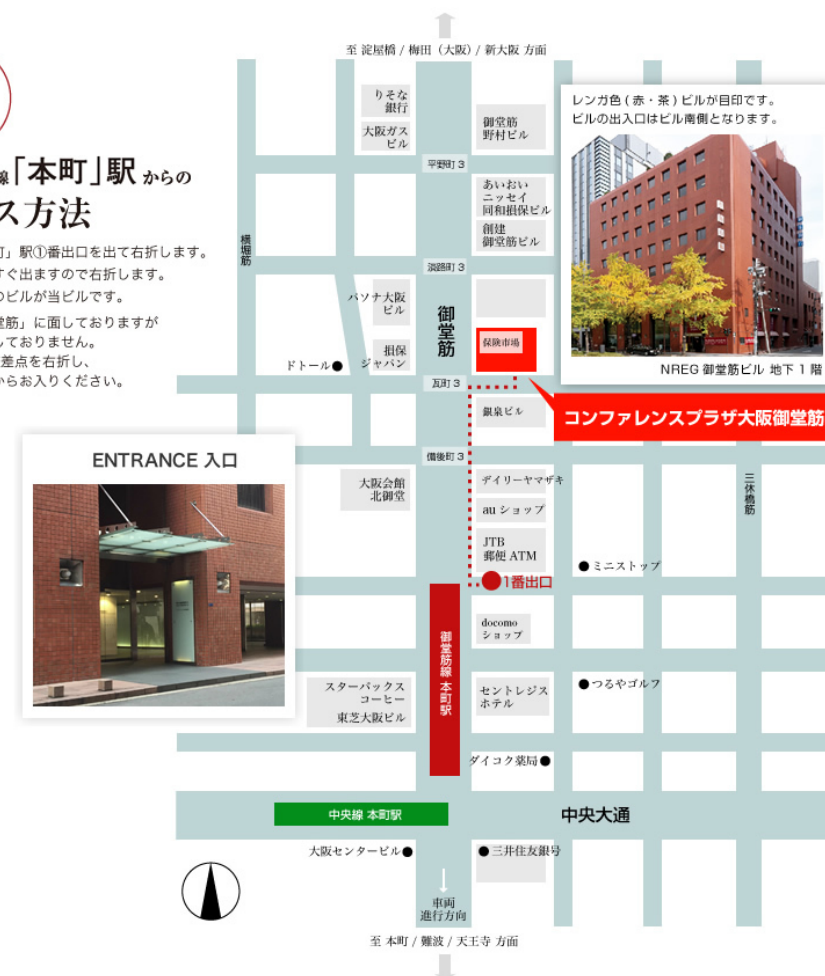 至 淀屋橋 / 梅田（大阪）/ 新大阪 方面
線「本町」駅 からの
ス方法
町」駅①番出口を出て右折します。
すぐ出ますので右折します。
のビルが当ビルです。
堂筋」に面しておりますが
しておりません。
差点を右折し、
からお入りください。
りそな
銀行
大阪ガス
ビル
御堂筋
野村ビル
平野町 3
あいおい
ニッセイ
同和損保ビル
創建
御堂筋ビル
横堀筋
淡路町 3
レンガ色 ( 赤・茶 ) ビルが目印です。
ビルの出入口はビル南側となります。
NREG 御堂筋ビル 地下 1 階
パソナ大阪
ビル
御堂筋
保険市場
損保
ジャパン
ドトール●
瓦町 3
銀泉ビル
コンファレンスプラザ大阪御堂筋
備後町 3
ENTRANCE 入口
大阪会館
北御堂
デイリーヤマザキ
au ショップ
JTB
郵便 ATM
三休橋筋
●ミニストップ
●1番出口
docomo
ショップ
御堂筋線 本町駅
スターバックス
コーヒー
東芝大阪ビル
セントレジス
ホテル
●つるやゴルフ
ダイコク薬局●
中央線 本町駅
中央大通
大阪センタービル●
●三井住友銀号
車両
進行方向
至 本町 / 難波 / 天王寺 方面